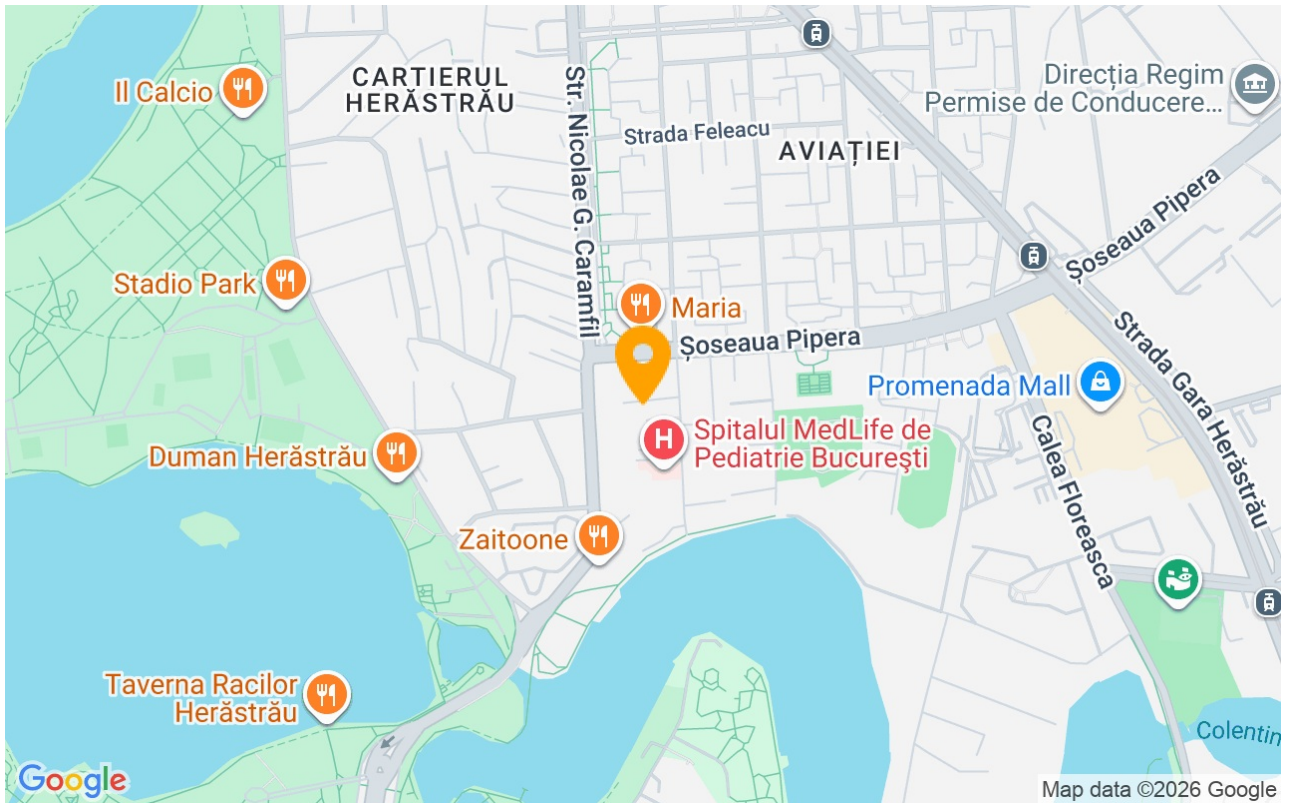 Il Calcio
CARTIERUL
HERĂSTRĂU
Str. Nicolae G. Caramfil
Strada Feleacu
AVIAȚIEI
Direcția Regim
Permise de Conducere...
Șoseaua Pipera
Stadio Park
Maria
Șoseaua Pipera
Strada Gara Herăstrău
Promenada Mall
Calea Floreasca
Spitalul MedLife de
Pediatrie Bucureşti
Duman Herăstrău
Zaitoone
Taverna Racilor
Herăstrău
Colentin
Google
Map data ©2026 Google
H